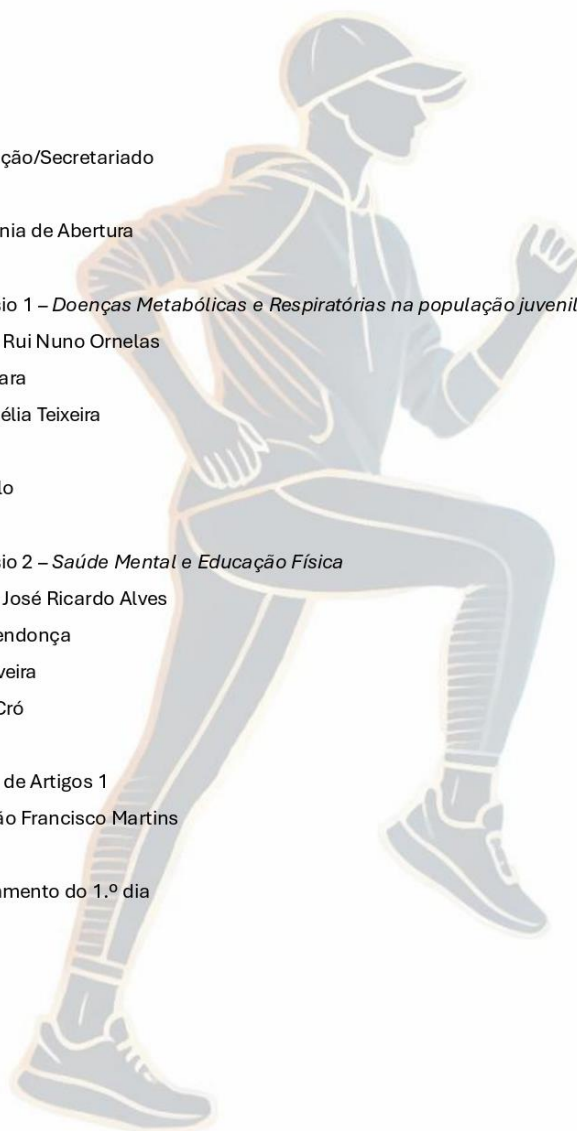 ção/Secretariado
nia de Abertura
sio 1 – Doenças Metabólicas e Respiratórias na população juvenil
Rui Nuno Ornelas
ara
élia Teixeira
lo
sio 2 – Saúde Mental e Educação Física
José Ricardo Alves
endonça
veira
Cró
de Artigos 1
ão Francisco Martins
amento do 1.º dia